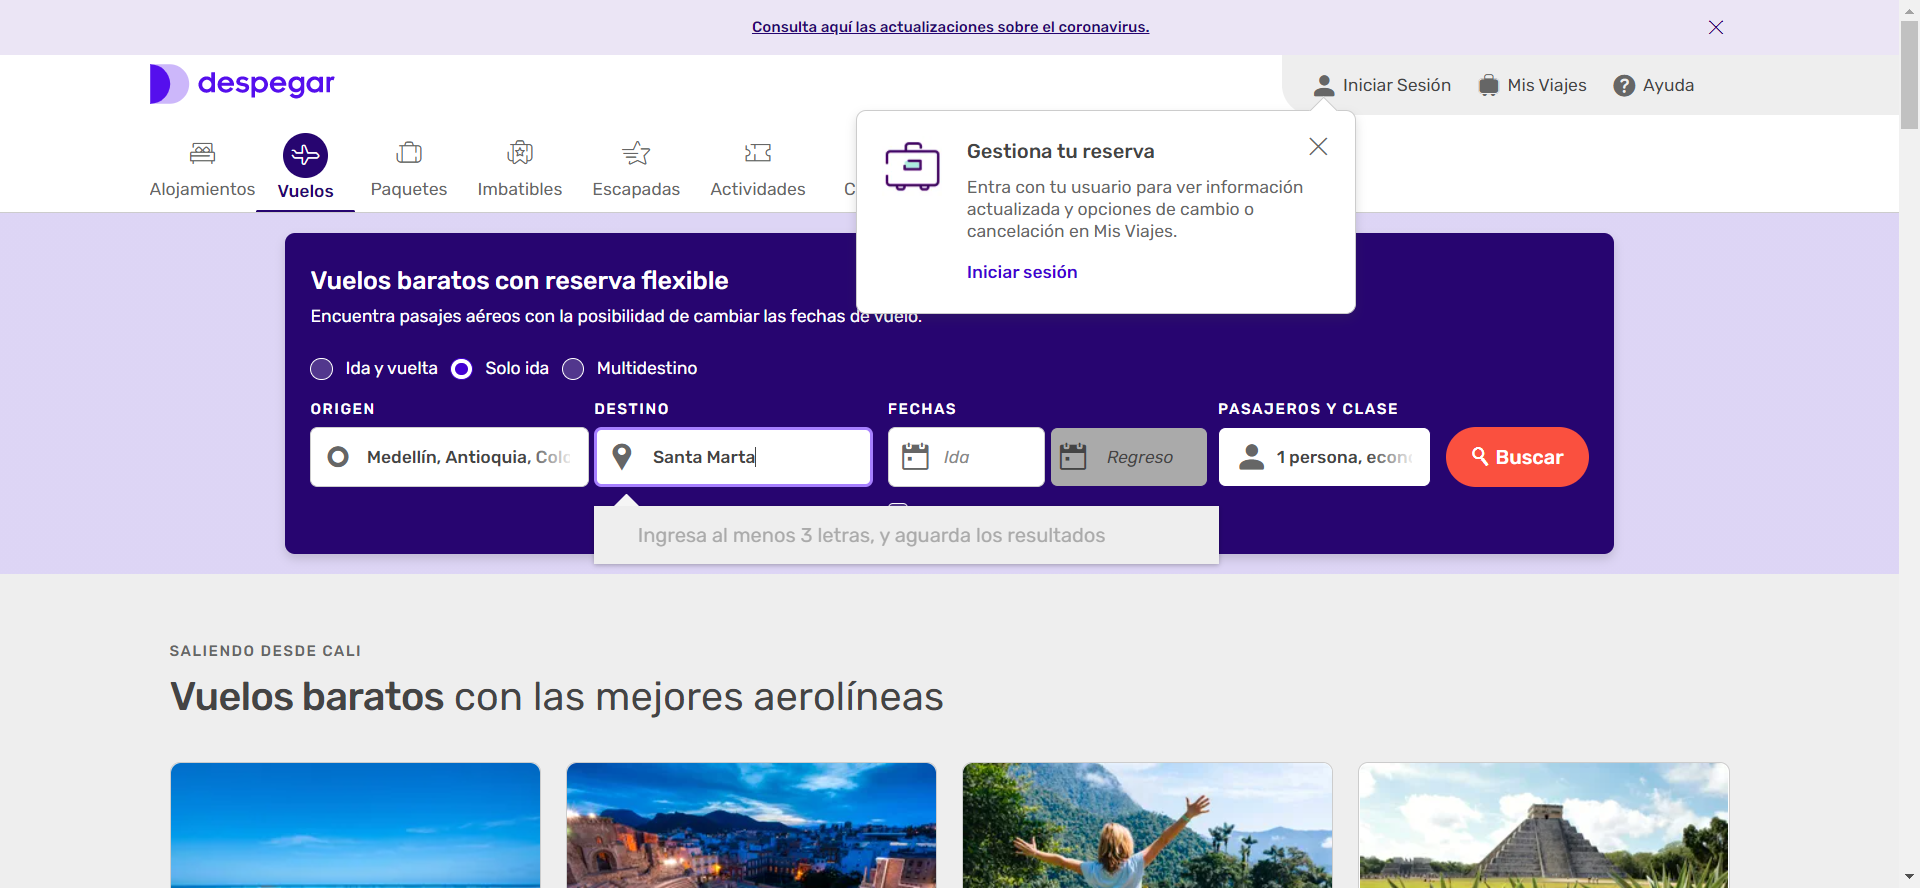 Consulta aquí las actualizaciones sobre el coronavirus.
despegar
Iniciar Sesión
Mis Viajes
Ayuda
Alojamientos
Vuelos
Paquetes
Imbatibles
Escapadas
Actividades
C
Gestiona tu reserva
Entra con tu usuario para ver información
actualizada y opciones de cambio o
cancelación en Mis Viajes.
Iniciar sesión
Vuelos baratos con reserva flexible
Encuentra pasajes aéreos con la posibilidad de cambiar las fechas de vuelo.
Ida y vuelta
Solo ida
Multidestino
ORIGEN
DESTINO
FECHAS
PASAJEROS Y CLASE
Medellín, Antioquia, Colo
Santa Marta
Ida
Regreso
1 persona, econ
Buscar
Ingresa al menos 3 letras, y aguarda los resultados
SALIENDO DESDE CALI
Vuelos baratos con las mejores aerolíneas